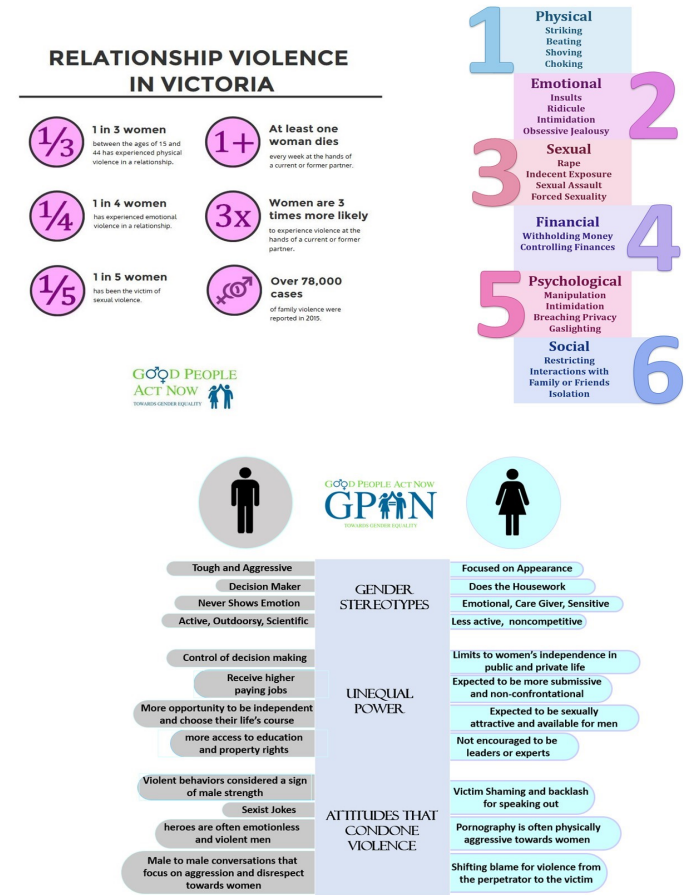 RELATIONSHIP VIOLENCE
IN VICTORIA
1/3
1 in 3 women
between the ages of 15 and
44 has experienced physical
violence in a relationship.
1+
At least one
woman dies
every week at the hands of
a current or former partner.
1/4
1 in 4 women
has experienced emotional
violence in a relationship.
3x
Women are 3
times more likely
to experience violence at the
hands of a current or former
partner.
1/5
1 in 5 women
has been the victim of
sexual violence.
Over 78,000
cases
of family violence were
reported in 2015.
GOOD PEOPLE
ACT NOW
TOWARDS GENDER EQUALITY
1
Physical
Striking
Beating
Shoving
Choking
2
Emotional
Insults
Ridicule
Intimidation
Obsessive Jealousy
3
Sexual
Rape
Indecent Exposure
Sexual Assault
Forced Sexuality
4
Financial
Withholding Money
Controlling Finances
5
Psychological
Manipulation
Intimidation
Breaching Privacy
Gaslighting
6
Social
Restricting
Interactions with
Family or Friends
Isolation
GOOD PEOPLE ACT NOW
GPAN
TOWARDS GENDER EQUALITY
GENDER
STEREOTYPES
Tough and Aggressive
Decision Maker
Never Shows Emotion
Active, Outdoorsy, Scientific
Focused on Appearance
Does the Housework
Emotional, Care Giver, Sensitive
Less active, noncompetitive
UNEQUAL
POWER
Control of decision making
Receive higher
paying jobs
More opportunity to be independent
and choose their life's course
more access to education
and property rights
Limits to women's independence in
public and private life
Expected to be more submissive
and non-confrontational
Expected to be sexually
attractive and available for men
Not encouraged to be
leaders or experts
ATTITUDES THAT
CONDONE
VIOLENCE
Violent behaviors considered a sign
of male strength
Sexist Jokes
heroes are often emotionless
and violent men
Male to male conversations that
focus on aggression and disrespect
towards women
Victim Shaming and backlash
for speaking out
Pornography is often physically
aggressive towards women
Shifting blame for violence from
the perpetrator to the victim